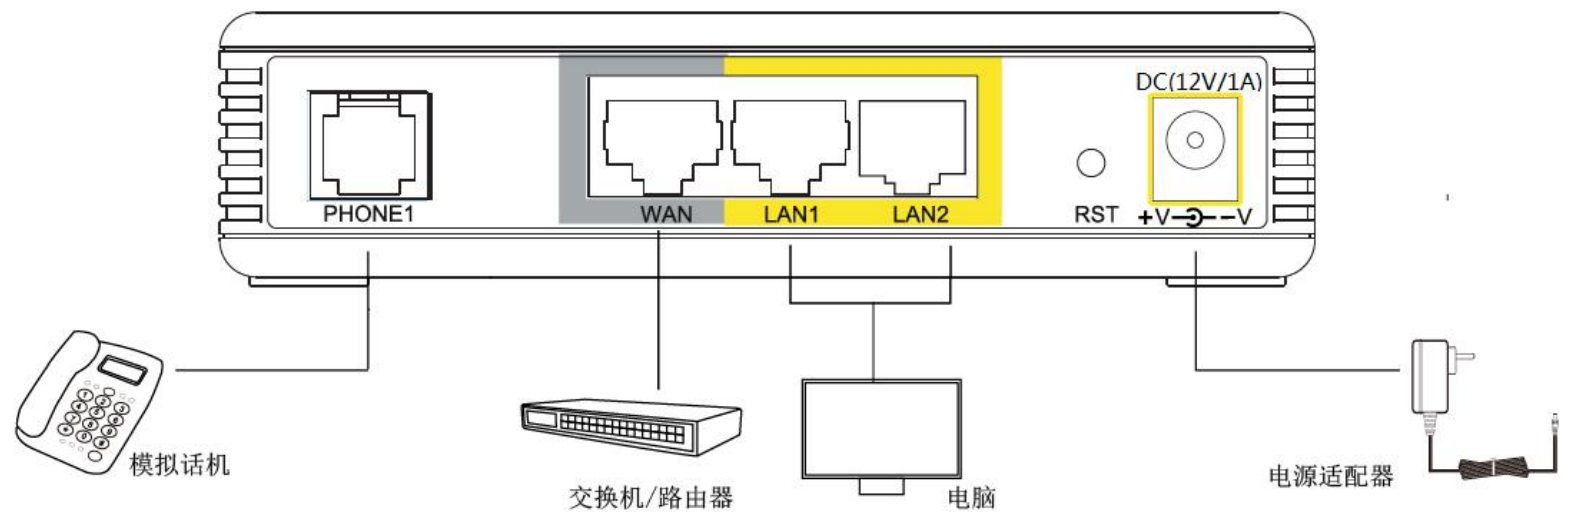 DC(12V/1A)
PHONE1
WAN
LAN1
LAN2
RST
+V
-V
模拟话机
交换机/路由器
电脑
电源适配器